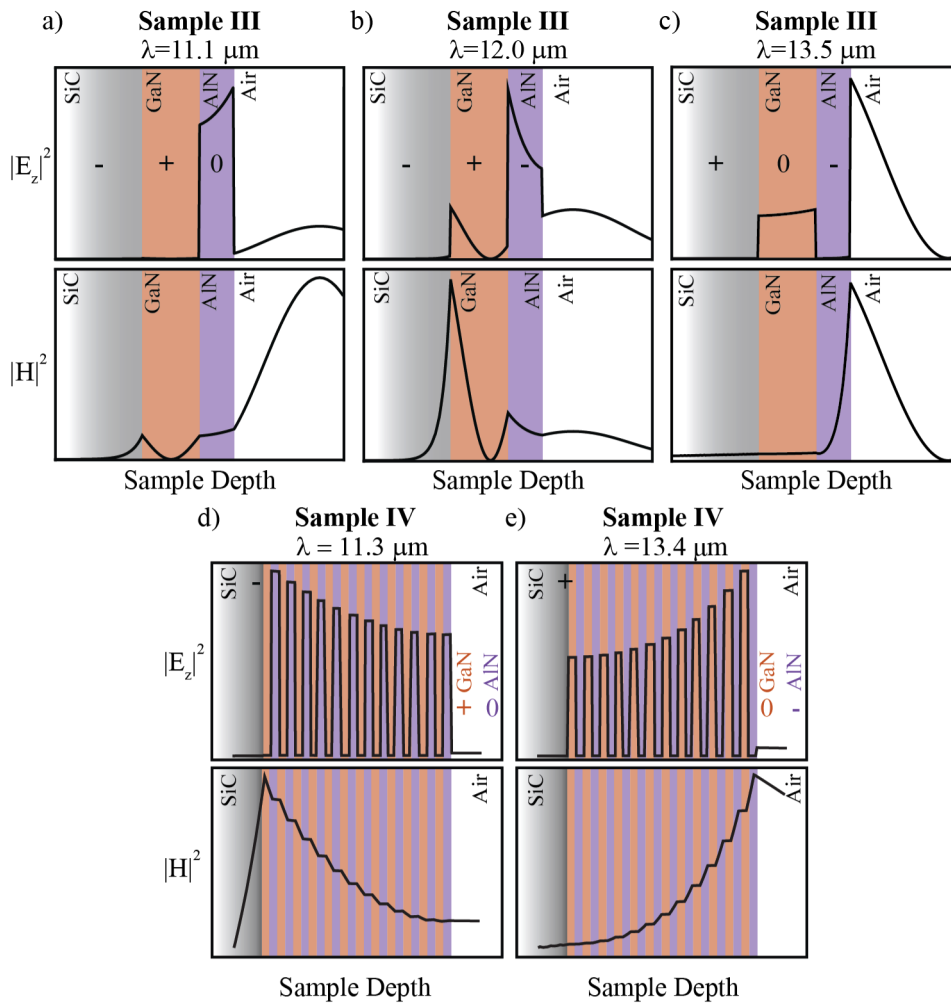 a) Sample III
λ=11.1 μm
b) Sample III
λ=12.0 μm
c) Sample III
λ=13.5 μm
|E_z|^2
SiC GaN AlN Air
- + 0
SiC GaN AlN Air
- + -
SiC GaN AlN Air
+ 0 -
|H|^2
SiC GaN AlN Air
SiC GaN AlN Air
SiC GaN AlN Air
Sample Depth Sample Depth Sample Depth
d) Sample IV
λ = 11.3 μm
e) Sample IV
λ =13.4 μm
|E_z|^2
SiC Air
-
+ GaN
0 AlN
SiC Air
+
0 GaN
- AlN
|H|^2
SiC Air
SiC Air
Sample Depth Sample Depth